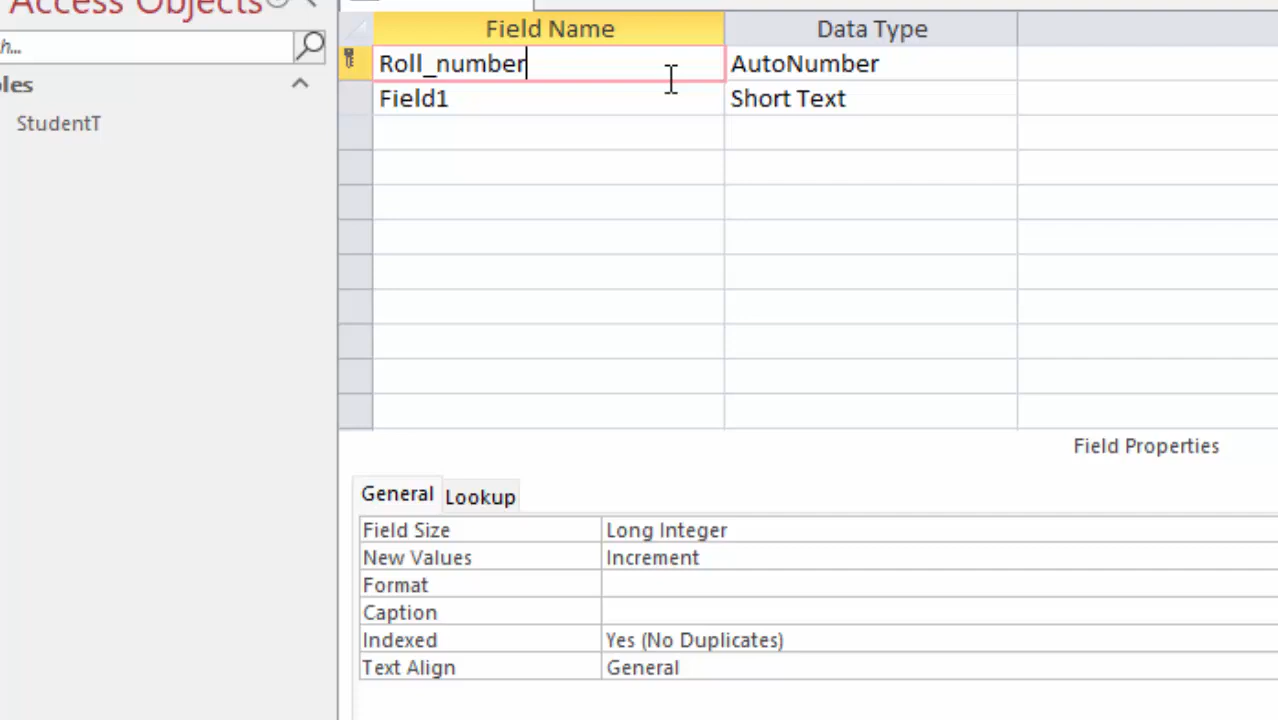 Access Objects
h...
les
StudentT
Field Name Data Type
Roll_number AutoNumber
Field1 Short Text
Field Properties
General Lookup
Field Size Long Integer
New Values Increment
Format
Caption
Indexed Yes (No Duplicates)
Text Align General